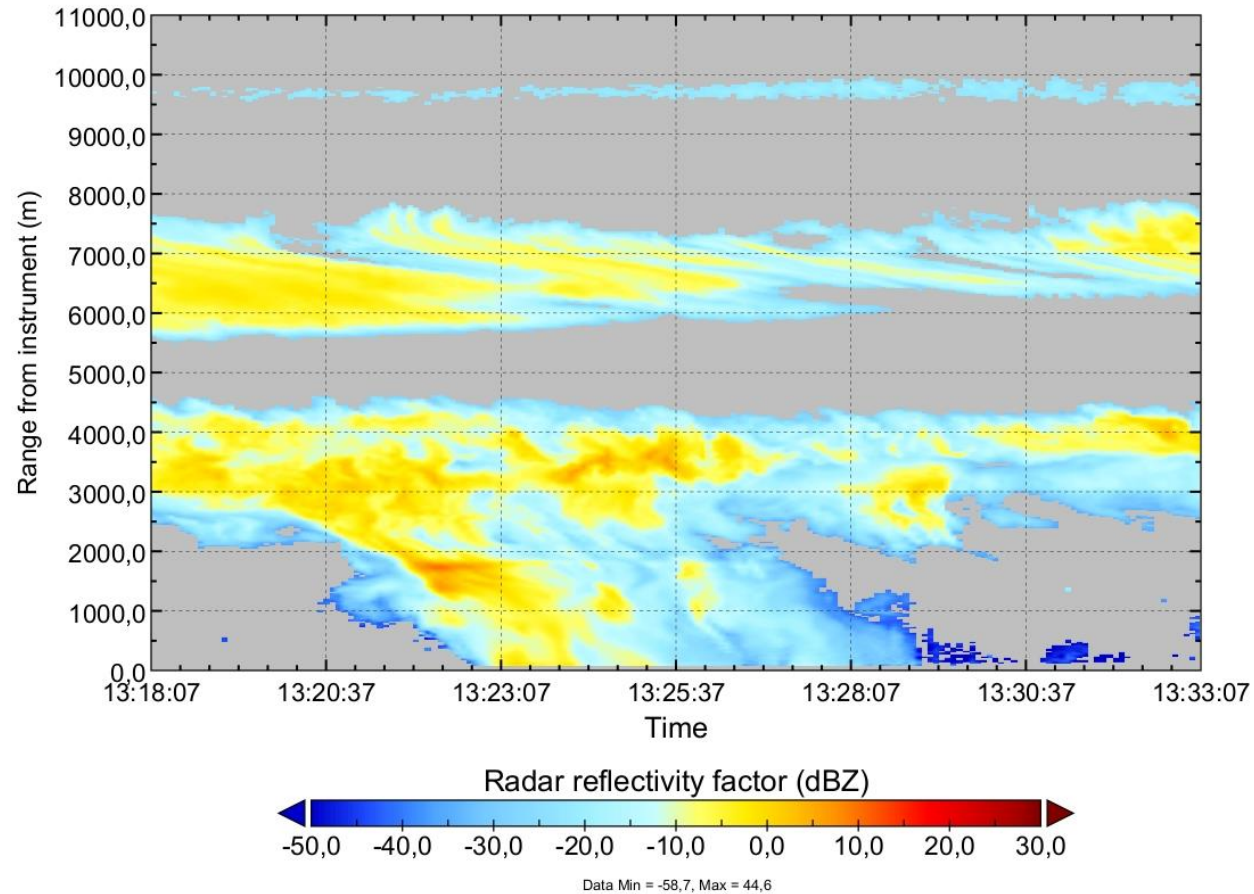 11000,0
10000,0
9000,0
8000,0
7000,0
6000,0
5000,0
4000,0
3000,0
2000,0
1000,0
0,0
Range from instrument (m)
13:18:07 13:20:37 13:23:07 13:25:37 13:28:07 13:30:37 13:33:07
Time
Radar reflectivity factor (dBZ)
-50,0 -40,0 -30,0 -20,0 -10,0 0,0 10,0 20,0 30,0
Data Min = -58,7, Max = 44,6